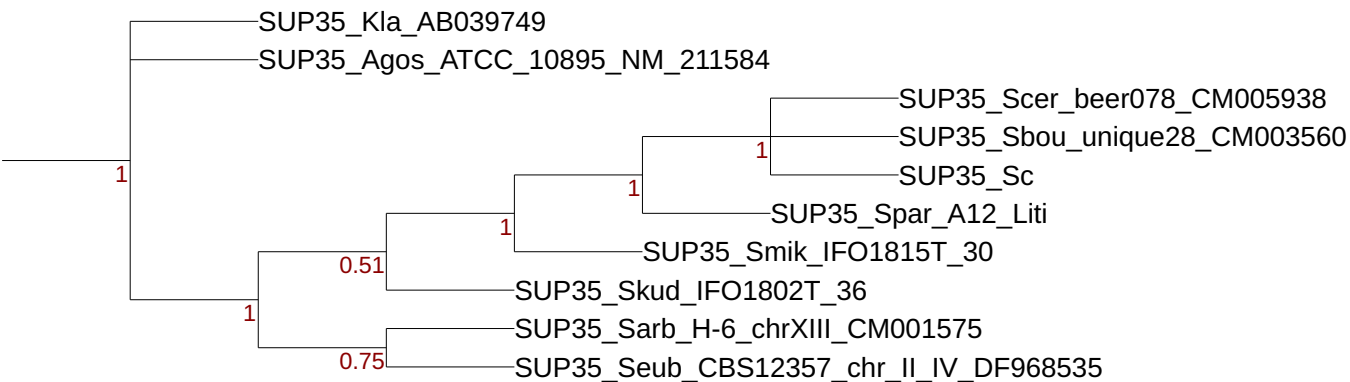 SUP35_Kla_AB039749
SUP35_Agos_ATCC_10895_NM_211584
SUP35_Scer_beer078_CM005938
SUP35_Sbou_unique28_CM003560
1
SUP35_Sc
1
1
SUP35_Spar_A12_Liti
1
SUP35_Smik_IFO1815T_30
0.51
SUP35_Skud_IFO1802T_36
1
SUP35_Sarb_H-6_chrXIII_CM001575
0.75
SUP35_Seub_CBS12357_chr_II_IV_DF968535